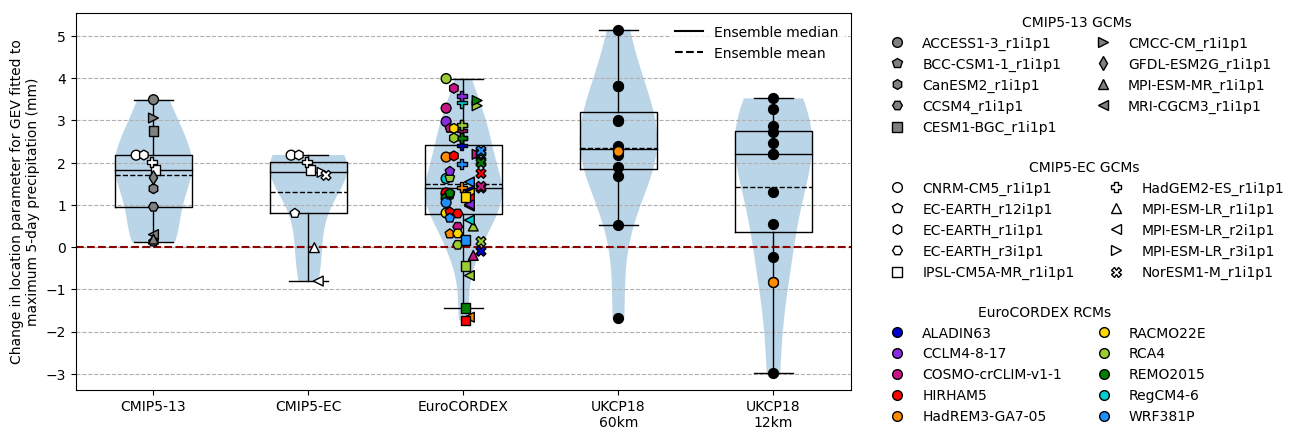 Change in location parameter for GEV fitted to
maximum 5-day precipitation (mm)
5
4
3
2
1
0
−1
−2
−3
Ensemble median
Ensemble mean
CMIP5-13
CMIP5-EC
EuroCORDEX
UKCP18
60km
UKCP18
12km
CMIP5-13 GCMs
ACCESS1-3_r1i1p1
BCC-CSM1-1_r1i1p1
CanESM2_r1i1p1
CCSM4_r1i1p1
CESM1-BGC_r1i1p1
CMCC-CM_r1i1p1
GFDL-ESM2G_r1i1p1
MPI-ESM-MR_r1i1p1
MRI-CGCM3_r1i1p1
CMIP5-EC GCMs
CNRM-CM5_r1i1p1
EC-EARTH_r12i1p1
EC-EARTH_r1i1p1
EC-EARTH_r3i1p1
IPSL-CM5A-MR_r1i1p1
HadGEM2-ES_r1i1p1
MPI-ESM-LR_r1i1p1
MPI-ESM-LR_r2i1p1
MPI-ESM-LR_r3i1p1
NorESM1-M_r1i1p1
EuroCORDEX RCMs
ALADIN63
CCLM4-8-17
COSMO-crCLIM-v1-1
HIRHAM5
HadREM3-GA7-05
RACMO22E
RCA4
REMO2015
RegCM4-6
WRF381P